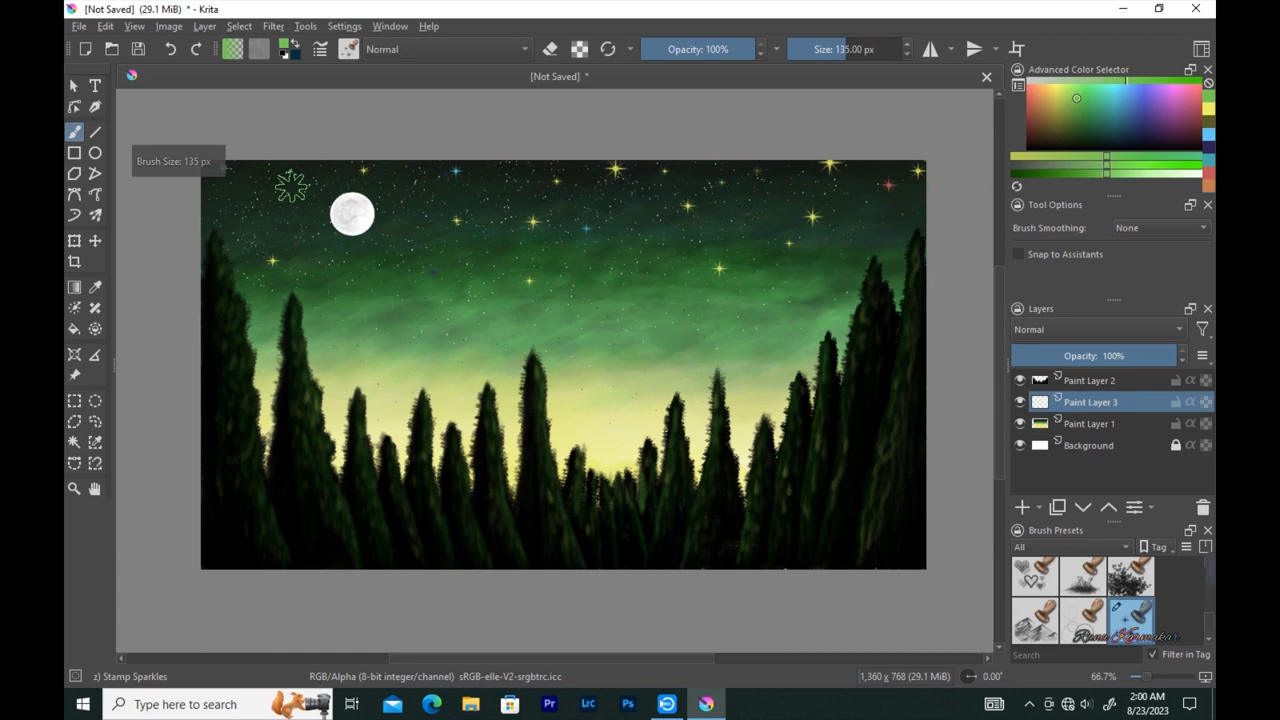 [Not Saved] (29.1 MiB) * - Krita
File Edit View Image Layer Select Filter Tools Settings Window Help
Normal Opacity: 100% Size: 135.00 px
[Not Saved] *
Brush Size: 135 px
Advanced Color Selector
Tool Options
Brush Smoothing: None
Snap to Assistants
Layers
Normal
Opacity: 100%
Paint Layer 2
Paint Layer 3
Paint Layer 1
Background
Brush Presets
All Tag
Rana Karmakar
Search Filter in Tag
z) Stamp Sparkles RGB/Alpha (8-bit integer/channel) sRGB-elle-V2-srgbtrc.icc 1,360 x 768 (29.1 MiB) 0.00° 66.7%
Type here to search Pr Lrc Ps 2:00 AM
8/23/2023